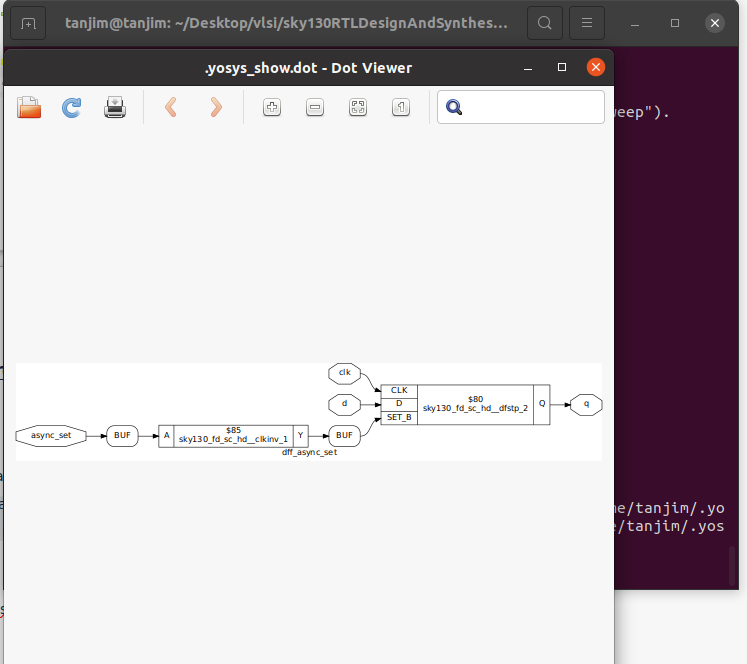 tanjim@tanjim: ~/Desktop/vlsi/sky130RTLDesignAndSynthes...
.yosys_show.dot - Dot Viewer
eep").
clk
CLK
$80
d
D
sky130_fd_sc_hd__dfstp_2
Q
q
SET_B
async_set
BUF
A
$85
sky130_fd_sc_hd__clkinv_1
Y
BUF
dff_async_set
e/tanjim/.yo
/tanjim/.yos